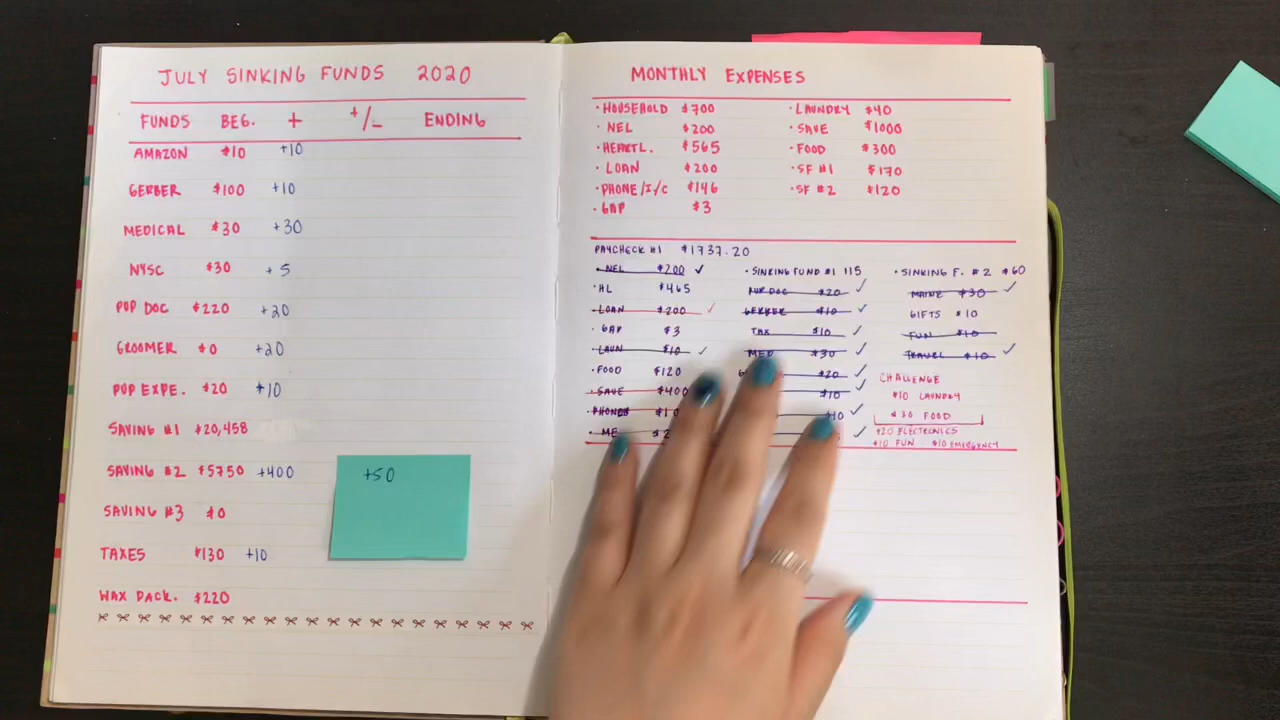 JULY SINKING FUNDS 2020
FUNDS BEG. + +/- ENDING
AMAZON $10 +10
GERBER $100 +10
MEDICAL $30 +30
NYSC $30 +5
PUP DOC $220 +20
GROOMER $0 +20
PUP EXPE. $20 +10
SAVING #1 $20,458
SAVING #2 $5750 +400
SAVING #3 $0
TAXES $130 +10
WAX PACK. $220
+50
MONTHLY EXPENSES
• HOUSEHOLD $700 • LAUNDRY $40
• NEL $200 • SAVE $1000
• HEARTL. $565 • FOOD $300
• LOAN $200 • SF #1 $170
• PHONE/I/C $146 • SF #2 $120
• GAP $3
PAYCHECK #1 $1737.20
• NEL $200 ✓ • SINKING FUND #1 115 • SINKING F. #2 $60
• HL $465 PUP DOC $20 ✓ MAINE $30 ✓
• LOAN $200 ✓ GERBER $10 ✓ GIFTS $10
• GAP $3 TAX $10 ✓ FUN $10
• LAUN $10 ✓ MED $30 ✓ TRAVEL $10 ✓
• FOOD $120 $20 ✓ CHALLENGE
• SAVE $400 $10 ✓ $10 LAUNDRY
• PHONE $10 ✓ $30 FOOD
• ME ✓ $20 ELECTRONICS
$10 FUN $10 EMERGENCY